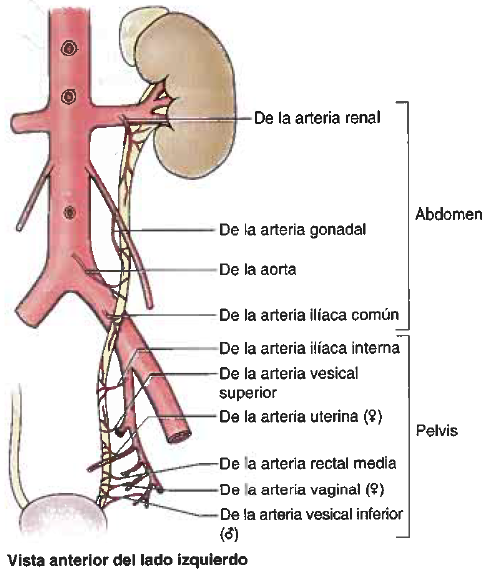 De la arteria renal
Abdomen
De la arteria gonadal
De la aorta
De la arteria ilíaca común
De la arteria ilíaca interna
De la arteria vesical
superior
De la arteria uterina (♀)
Pelvis
De la arteria rectal media
De la arteria vaginal (♀)
De la arteria vesical inferior
(♂)
Vista anterior del lado izquierdo